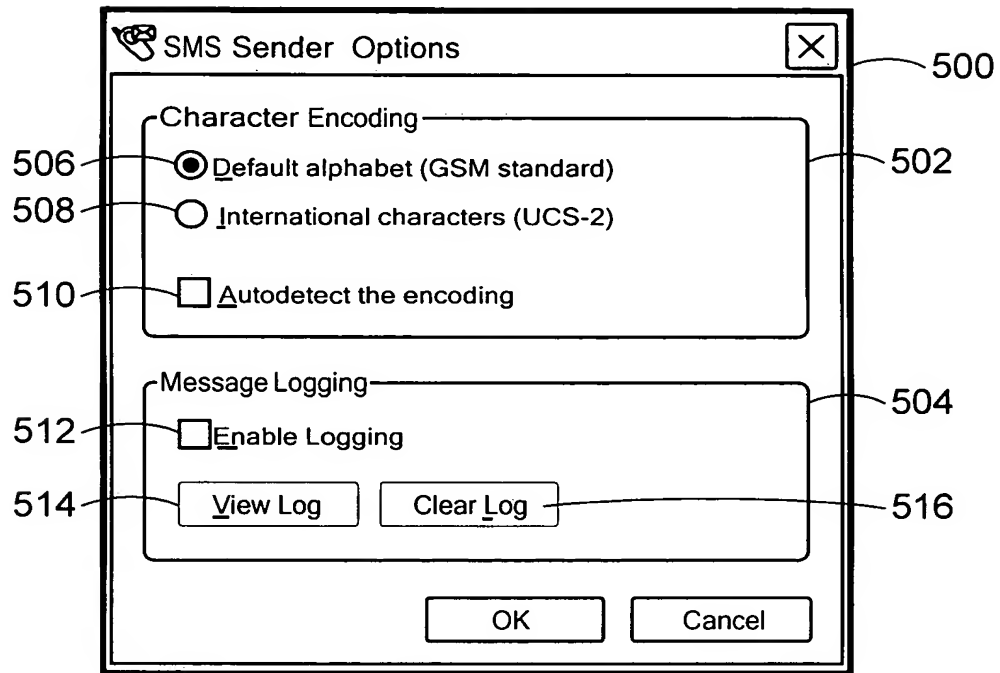 SMS Sender Options
500
Character Encoding
502
506
Default alphabet (GSM standard)
508
International characters (UCS-2)
510
Autodetect the encoding
Message Logging
504
512
Enable Logging
514
View Log
Clear Log
516
OK
Cancel